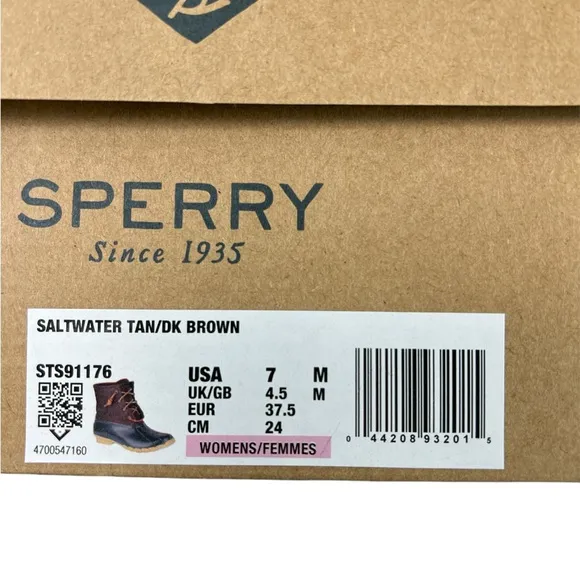 SPERRY
Since 1935
SALTWATER TAN/DK BROWN
STS91176
USA 7 M
UK/GB 4.5 M
EUR 37.5
CM 24
WOMENS/FEMMES
4700547160
0 44208 93201 5